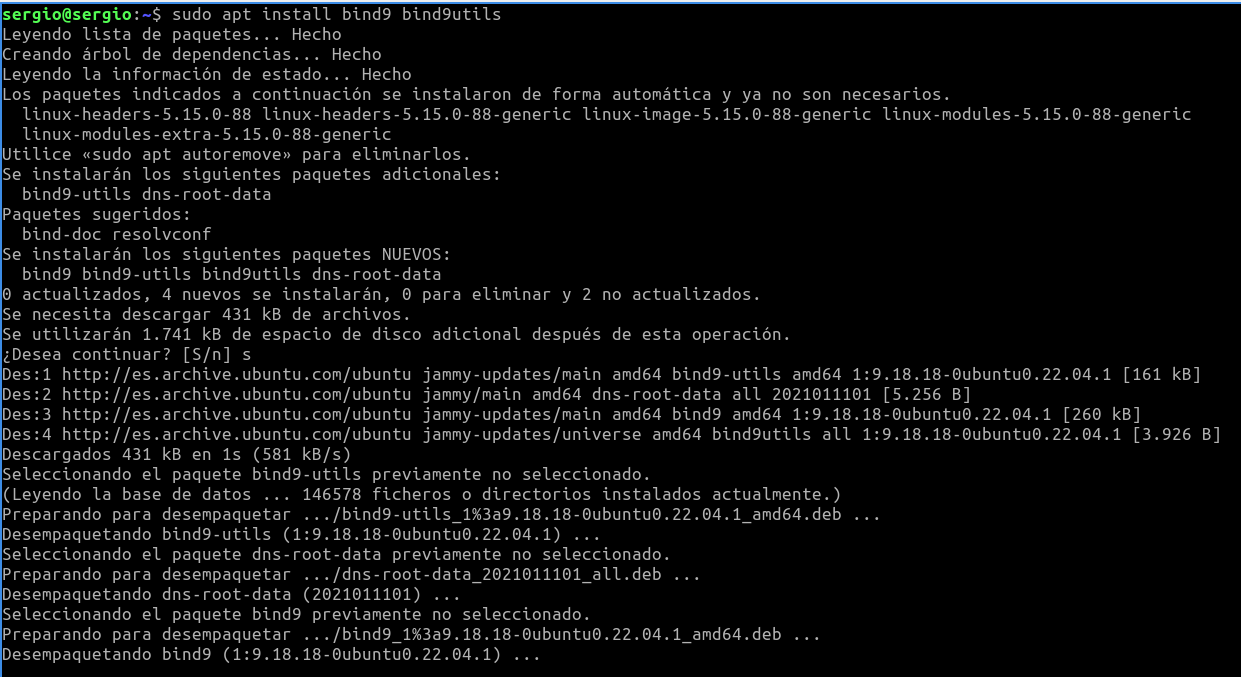 sergio@sergio:~$ sudo apt install bind9 bind9utils
Leyendo lista de paquetes... Hecho
Creando árbol de dependencias... Hecho
Leyendo la información de estado... Hecho
Los paquetes indicados a continuación se instalaron de forma automática y ya no son necesarios.
  linux-headers-5.15.0-88 linux-headers-5.15.0-88-generic linux-image-5.15.0-88-generic linux-modules-5.15.0-88-generic
  linux-modules-extra-5.15.0-88-generic
Utilice «sudo apt autoremove» para eliminarlos.
Se instalarán los siguientes paquetes adicionales:
  bind9-utils dns-root-data
Paquetes sugeridos:
  bind-doc resolvconf
Se instalarán los siguientes paquetes NUEVOS:
  bind9 bind9-utils bind9utils dns-root-data
0 actualizados, 4 nuevos se instalarán, 0 para eliminar y 2 no actualizados.
Se necesita descargar 431 kB de archivos.
Se utilizarán 1.741 kB de espacio de disco adicional después de esta operación.
¿Desea continuar? [S/n] s
Des:1 http://es.archive.ubuntu.com/ubuntu jammy-updates/main amd64 bind9-utils amd64 1:9.18.18-0ubuntu0.22.04.1 [161 kB]
Des:2 http://es.archive.ubuntu.com/ubuntu jammy/main amd64 dns-root-data all 2021011101 [5.256 B]
Des:3 http://es.archive.ubuntu.com/ubuntu jammy-updates/main amd64 bind9 amd64 1:9.18.18-0ubuntu0.22.04.1 [260 kB]
Des:4 http://es.archive.ubuntu.com/ubuntu jammy-updates/universe amd64 bind9utils all 1:9.18.18-0ubuntu0.22.04.1 [3.926 B]
Descargados 431 kB en 1s (581 kB/s)
Seleccionando el paquete bind9-utils previamente no seleccionado.
(Leyendo la base de datos ... 146578 ficheros o directorios instalados actualmente.)
Preparando para desempaquetar .../bind9-utils_1%3a9.18.18-0ubuntu0.22.04.1_amd64.deb ...
Desempaquetando bind9-utils (1:9.18.18-0ubuntu0.22.04.1) ...
Seleccionando el paquete dns-root-data previamente no seleccionado.
Preparando para desempaquetar .../dns-root-data_2021011101_all.deb ...
Desempaquetando dns-root-data (2021011101) ...
Seleccionando el paquete bind9 previamente no seleccionado.
Preparando para desempaquetar .../bind9_1%3a9.18.18-0ubuntu0.22.04.1_amd64.deb ...
Desempaquetando bind9 (1:9.18.18-0ubuntu0.22.04.1) ...